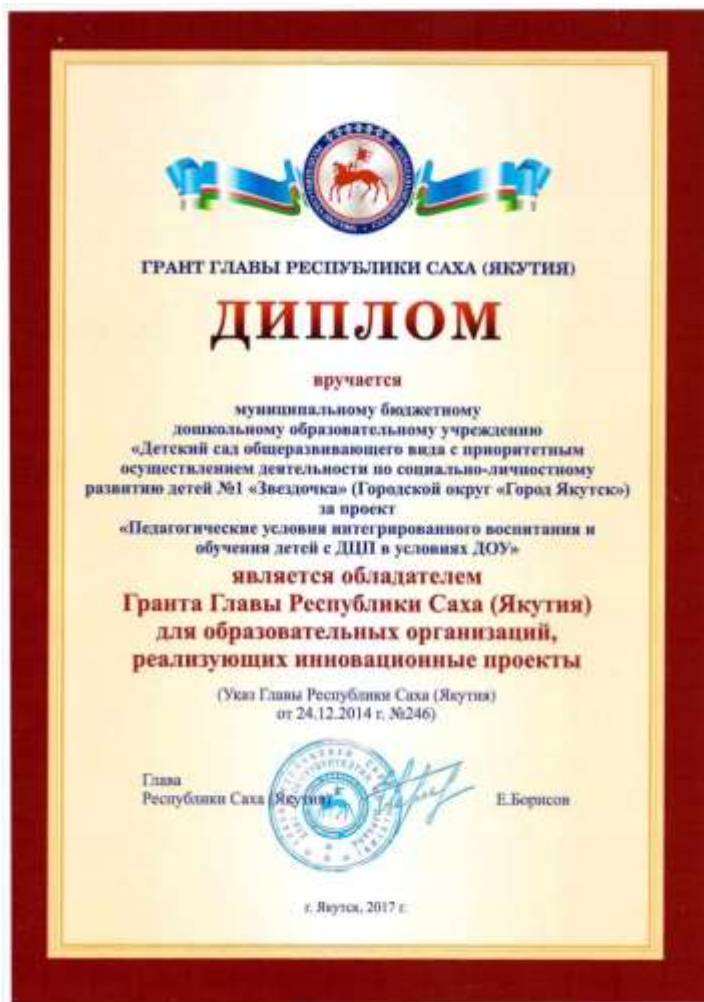 ГРАНТ ГЛАВЫ РЕСПУБЛИКИ САХА (ЯКУТИЯ)
ДИПЛОМ
вручается
муниципальному бюджетному
дошкольному образовательному учреждению
«Детский сад общеразвивающего вида с приоритетным
осуществлением деятельности по социально-личностному
развитию детей №1 «Звездочка» (Городской округ «Город Якутск»)
за проект
«Педагогические условия интегрированного воспитания и
обучения детей с ДЦП в условиях ДОУ»
является обладателем
Гранта Главы Республики Саха (Якутия)
для образовательных организаций,
реализующих инновационные проекты
(Указ Главы Республики Саха (Якутия)
от 24.12.2014 г. №246)
Глава
Республики Саха (Якутия)
Е.Борисов
г. Якутск, 2017 г.